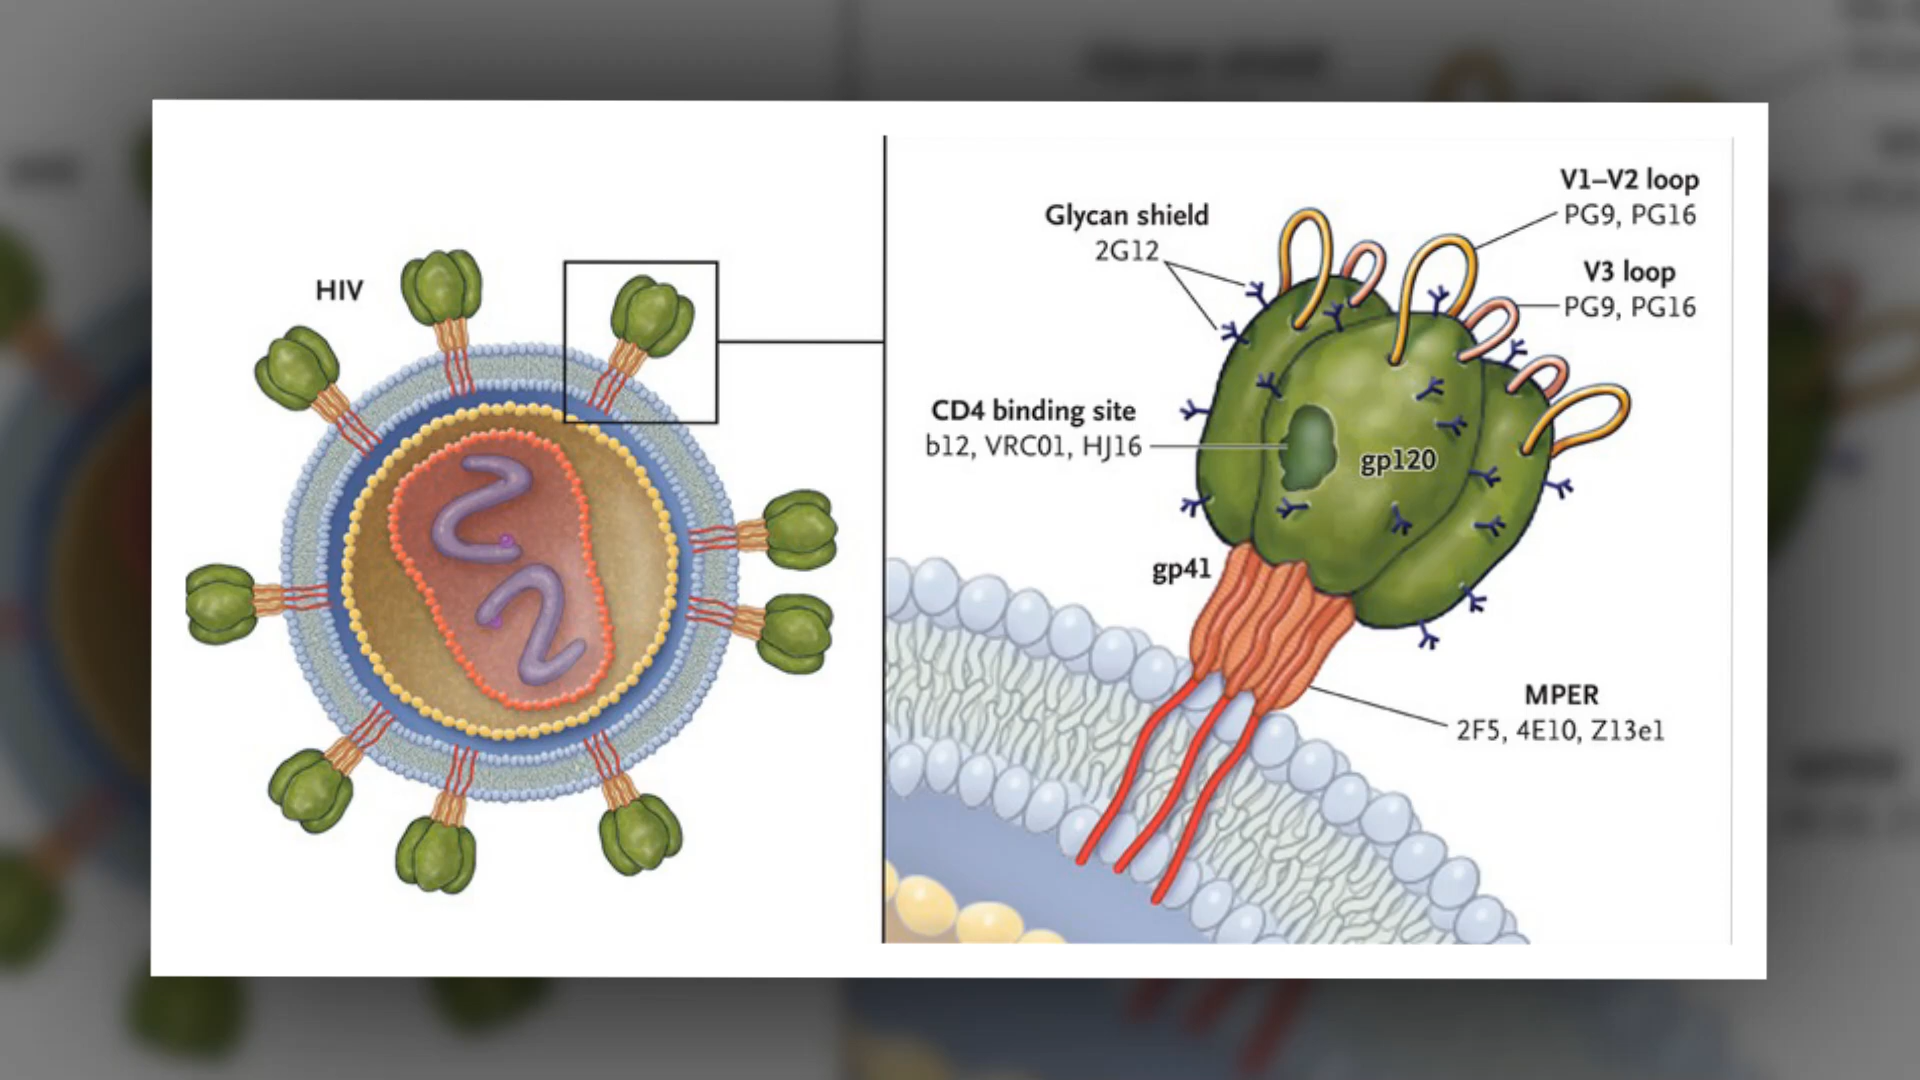 HIV
Glycan shield
2G12
V1–V2 loop
PG9, PG16
V3 loop
PG9, PG16
CD4 binding site
b12, VRC01, HJ16
gp120
gp41
MPER
2F5, 4E10, Z13e1